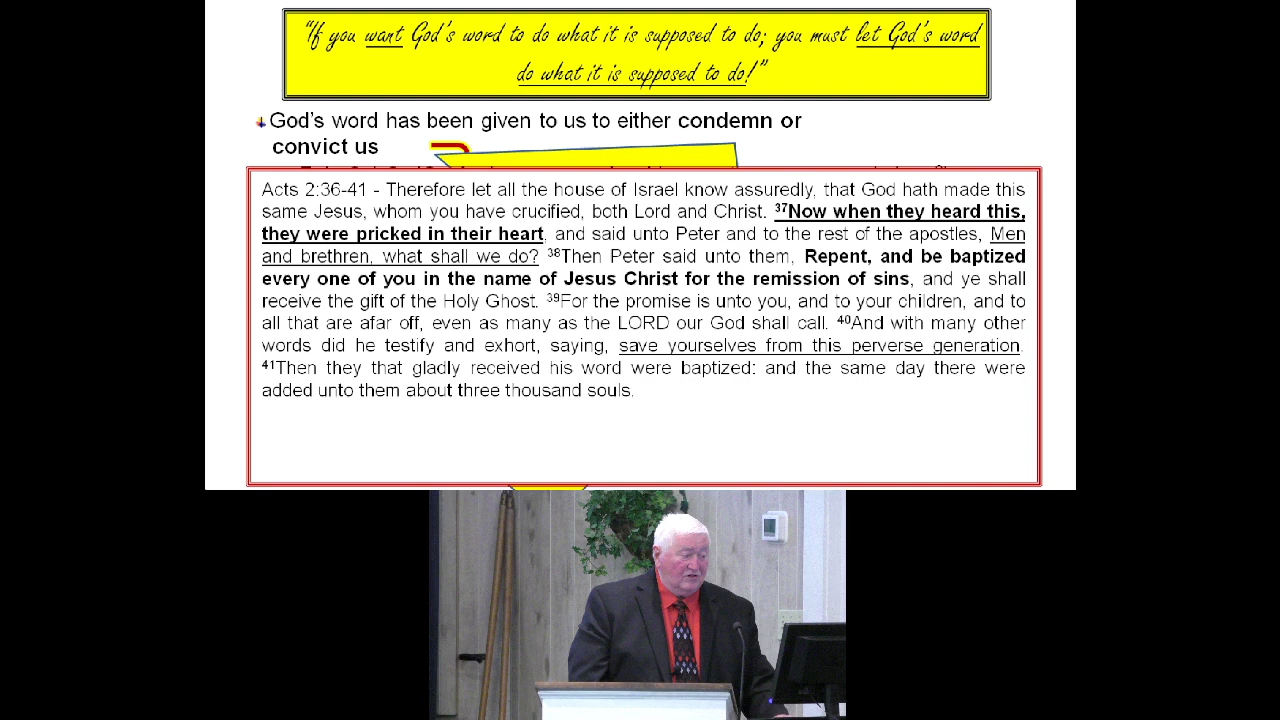 "If you want God's word to do what it is supposed to do; you must let God's word
do what it is supposed to do!"
God's word has been given to us to either condemn or
convict us
Acts 2:36-41 - Therefore let all the house of Israel know assuredly, that God hath made this
same Jesus, whom you have crucified, both Lord and Christ. ³⁷Now when they heard this,
they were pricked in their heart, and said unto Peter and to the rest of the apostles, Men
and brethren, what shall we do? ³⁸Then Peter said unto them, Repent, and be baptized
every one of you in the name of Jesus Christ for the remission of sins, and ye shall
receive the gift of the Holy Ghost. ³⁹For the promise is unto you, and to your children, and to
all that are afar off, even as many as the LORD our God shall call. ⁴⁰And with many other
words did he testify and exhort, saying, save yourselves from this perverse generation.
⁴¹Then they that gladly received his word were baptized: and the same day there were
added unto them about three thousand souls.